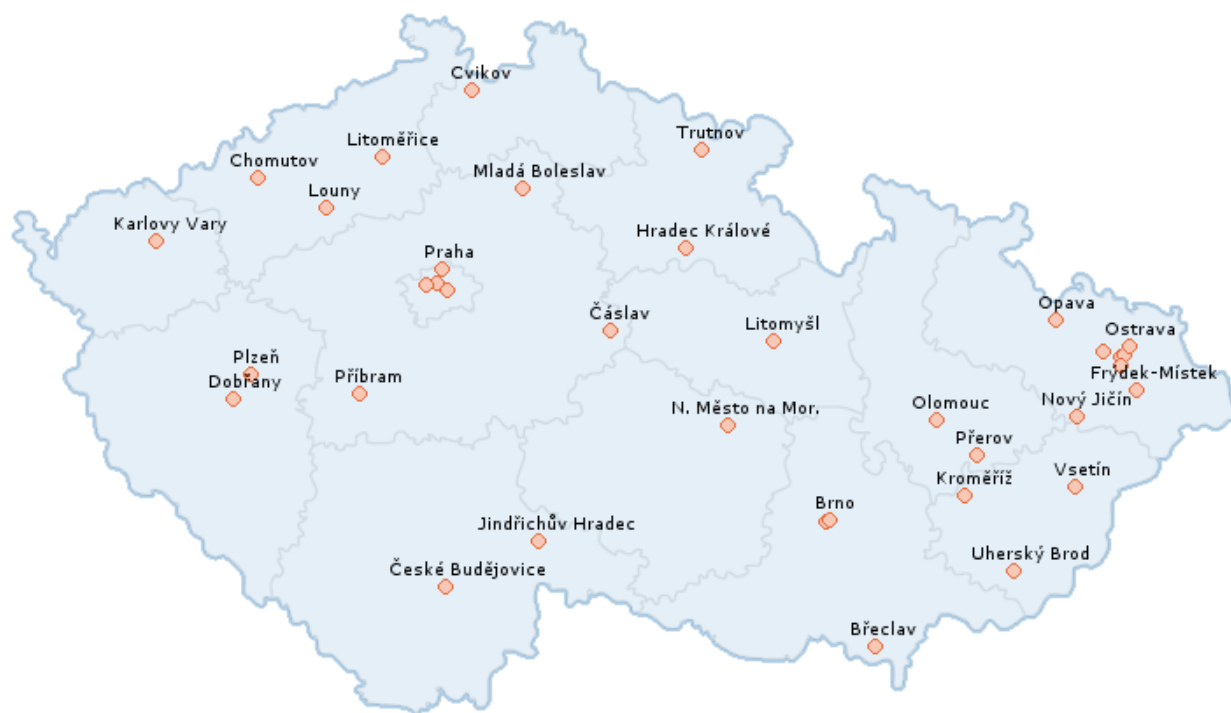 Cvikov
Trutnov
Litoměřice
Chomutov
Mladá Boleslav
Louny
Karlovy Vary
Hradec Králové
Praha
Opava
Čáslav
Litomyšl
Ostrava
Plzeň
Frýdek-Místek
Příbram
Dobřany
Nový Jičín
Olomouc
N. Město na Mor.
Přerov
Vsetín
Kroměříž
Brno
Jindřichův Hradec
Uherský Brod
České Budějovice
Břeclav